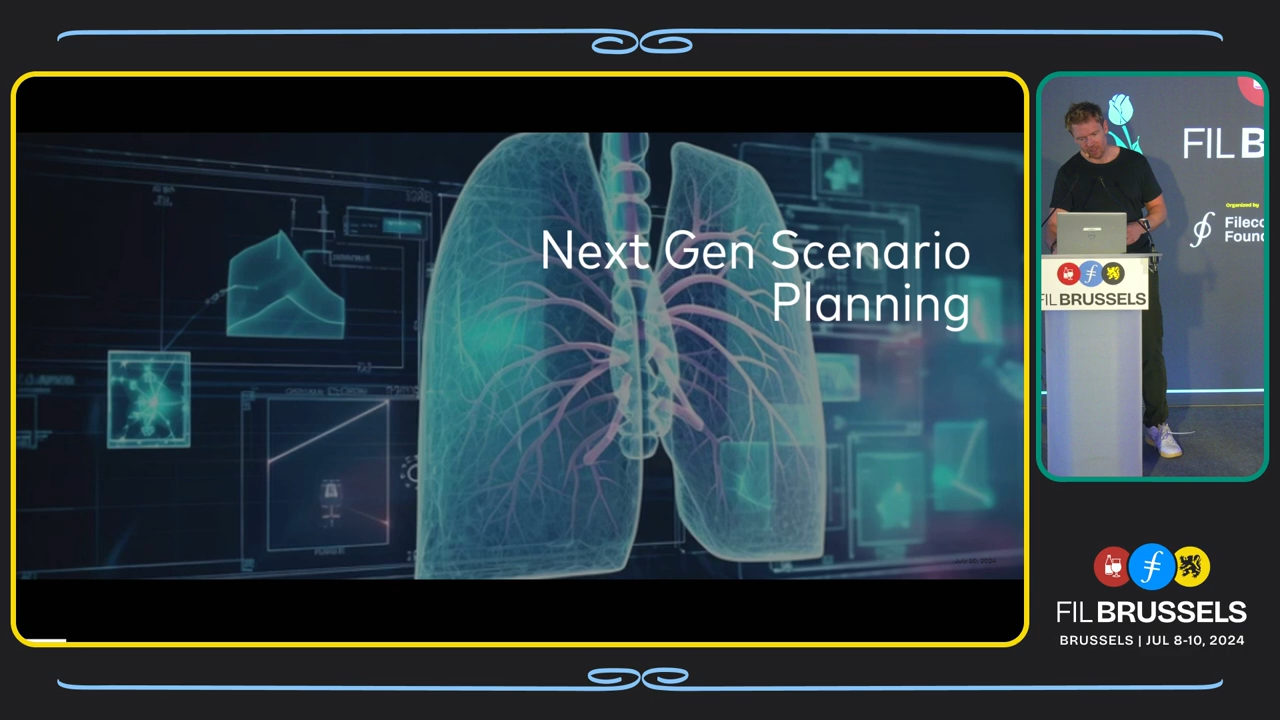 Next Gen Scenario
Planning
FIL B
Organized by
Fileco
Found
FIL BRUSSELS
FIL BRUSSELS
BRUSSELS | JUL 8-10, 2024